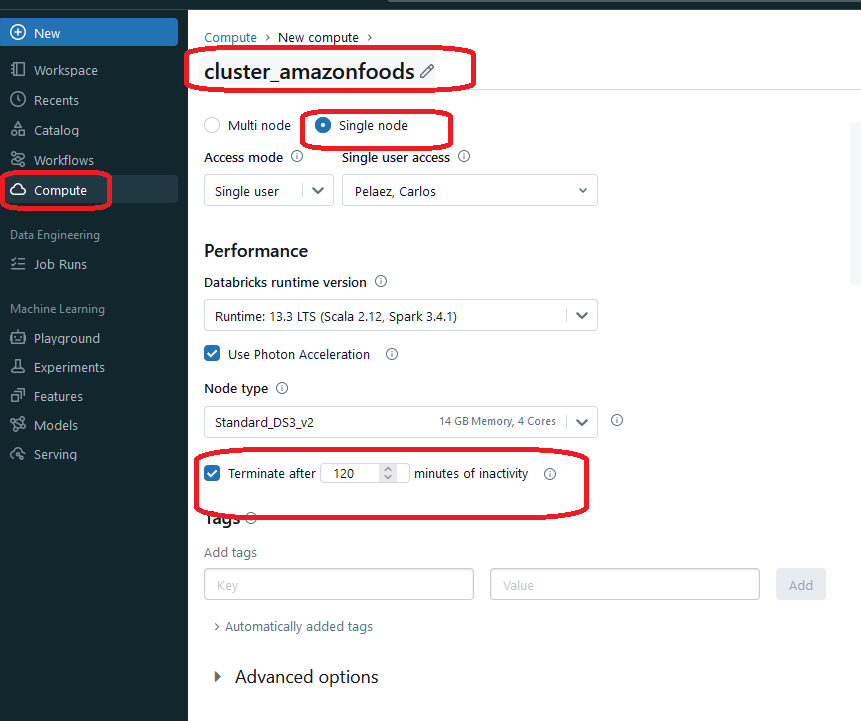 New
Workspace
Recents
Catalog
Workflows
Compute
Data Engineering
Job Runs
Machine Learning
Playground
Experiments
Features
Models
Serving
Compute > New compute >
cluster_amazonfoods
Multi node Single node
Access mode Single user access
Single user Pelaez, Carlos
Performance
Databricks runtime version
Runtime: 13.3 LTS (Scala 2.12, Spark 3.4.1)
Use Photon Acceleration
Node type
Standard_DS3_v2 14 GB Memory, 4 Cores
Terminate after 120 minutes of inactivity
Tags
Add tags
Key Value Add
> Automatically added tags
Advanced options